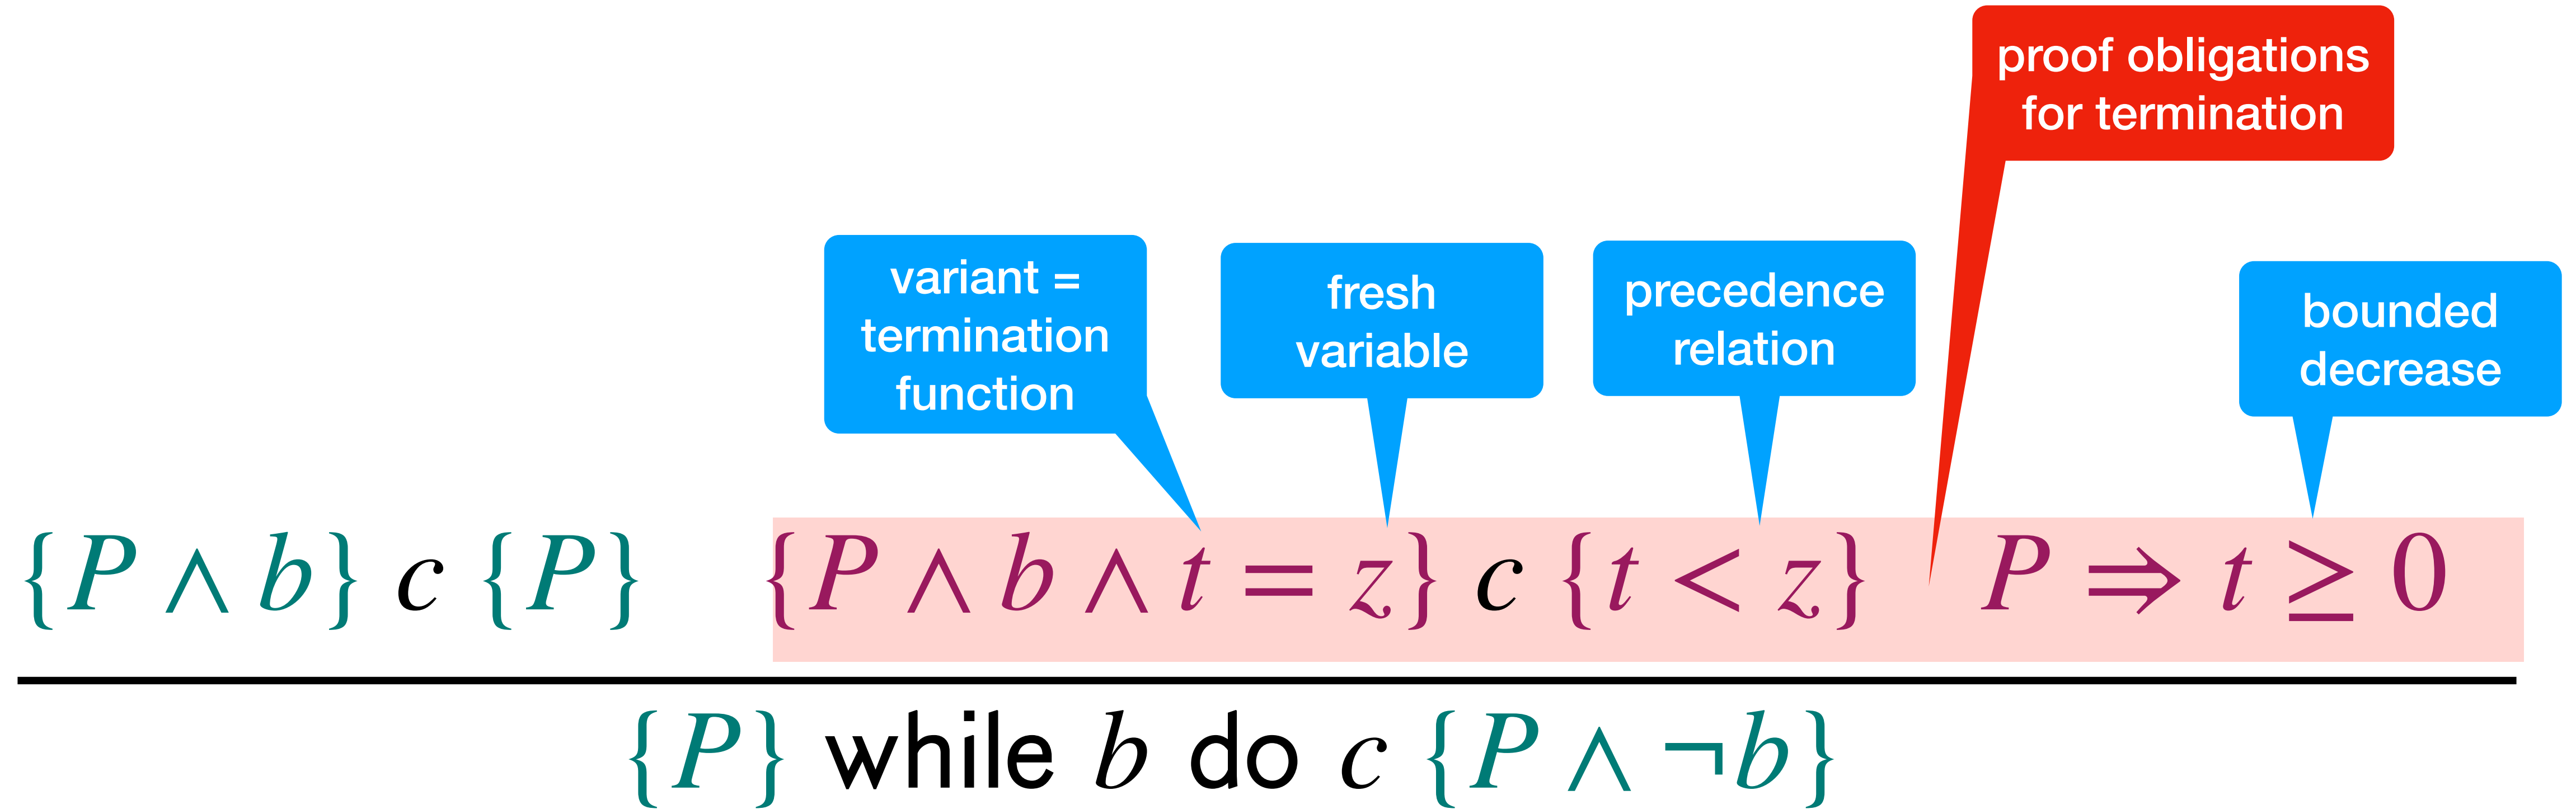 proof obligations
for termination
variant =
termination
function
fresh
variable
precedence
relation
bounded
decrease
{P ∧ b} c {P} {P ∧ b ∧ t = z} c {t < z} P ⇒ t ≥ 0
{P} while b do c {P ∧ ¬b}